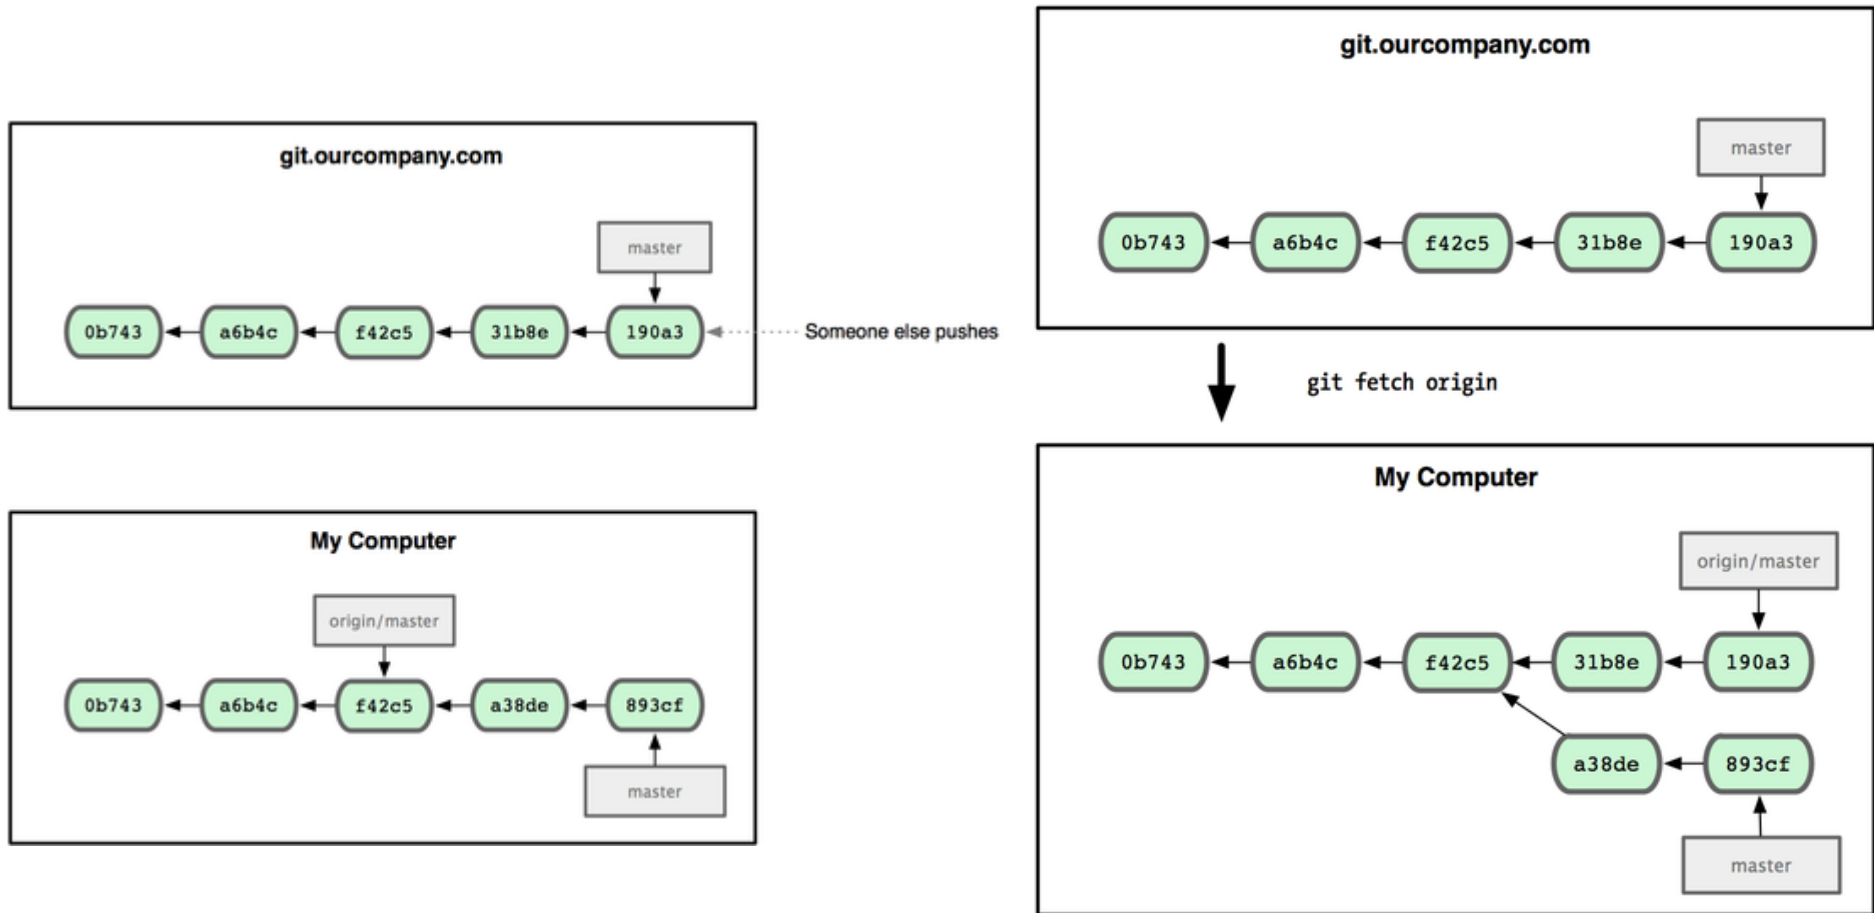 git.ourcompany.com
master
0b743 a6b4c f42c5 31b8e 190a3 Someone else pushes
My Computer
origin/master
0b743 a6b4c f42c5 a38de 893cf
master
git.ourcompany.com
master
0b743 a6b4c f42c5 31b8e 190a3
git fetch origin
My Computer
origin/master
0b743 a6b4c f42c5 31b8e 190a3
a38de 893cf
master